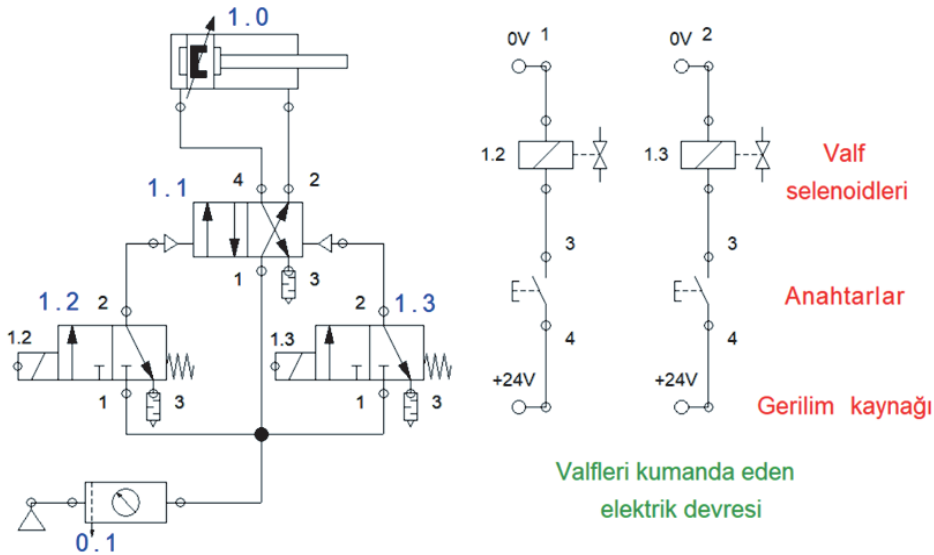 1.0
4
2
1.1
1
3
1.2
2
1.2
1
3
2
1.3
1.3
1
3
0.1
0V
1
1.2
3
4
+24V
0V
2
1.3
3
4
+24V
Valf
selenoidleri
Anahtarlar
Gerilim kaynağı
Valfleri kumanda eden
elektrik devresi